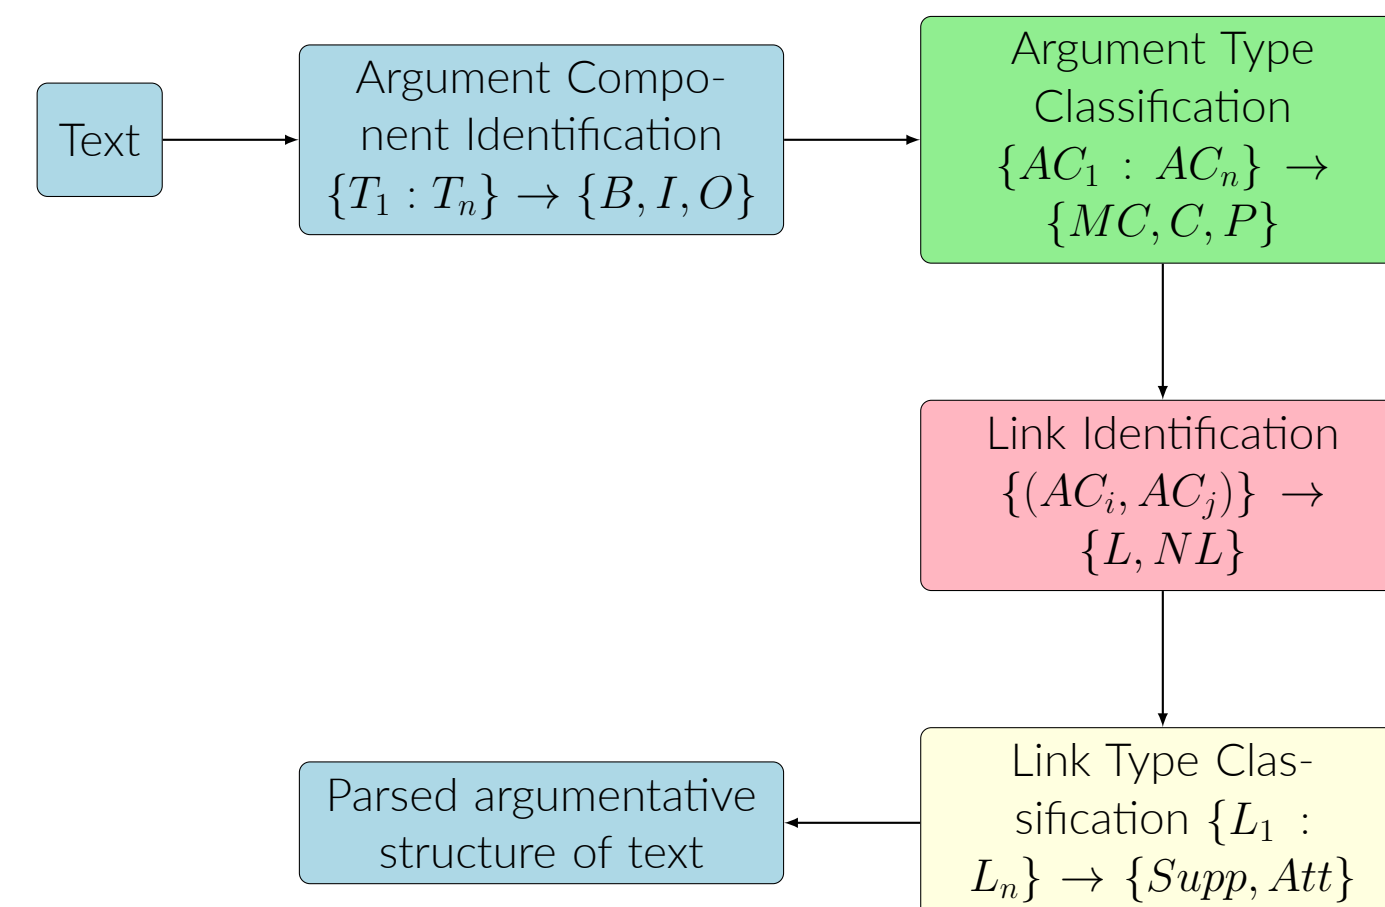 Text
Argument Compo-
nent Identification
{T₁ : Tₙ} → {B, I, O}
Argument Type
Classification
{AC₁ : ACₙ} →
{MC, C, P}
Link Identification
{(ACᵢ, ACⱼ)} →
{L, NL}
Link Type Clas-
sification {L₁ :
Lₙ} → {Supp, Att}
Parsed argumentative
structure of text